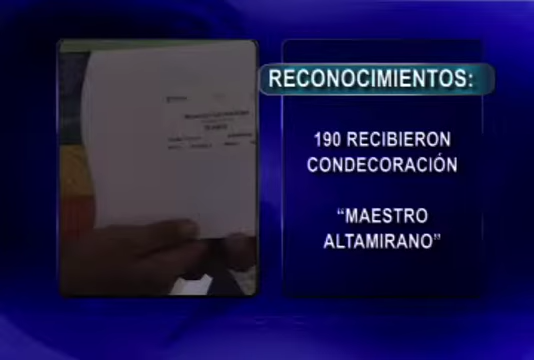 RECONOCIMIENTOS:
190 RECIBIERON
CONDECORACIÓN
“MAESTRO
ALTAMIRANO”